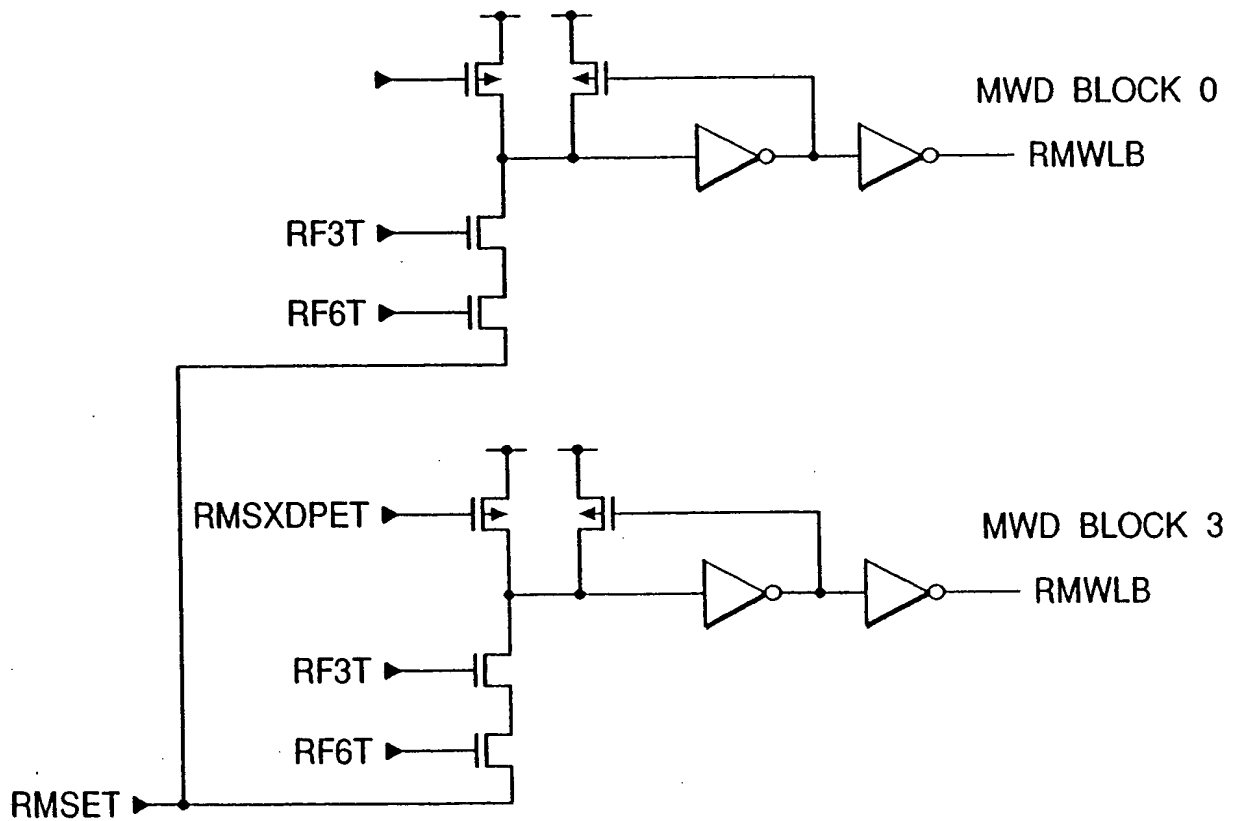 MWD BLOCK 0
RMWLB
RF3T
RF6T
RMSXDPET
MWD BLOCK 3
RMWLB
RF3T
RF6T
RMSET